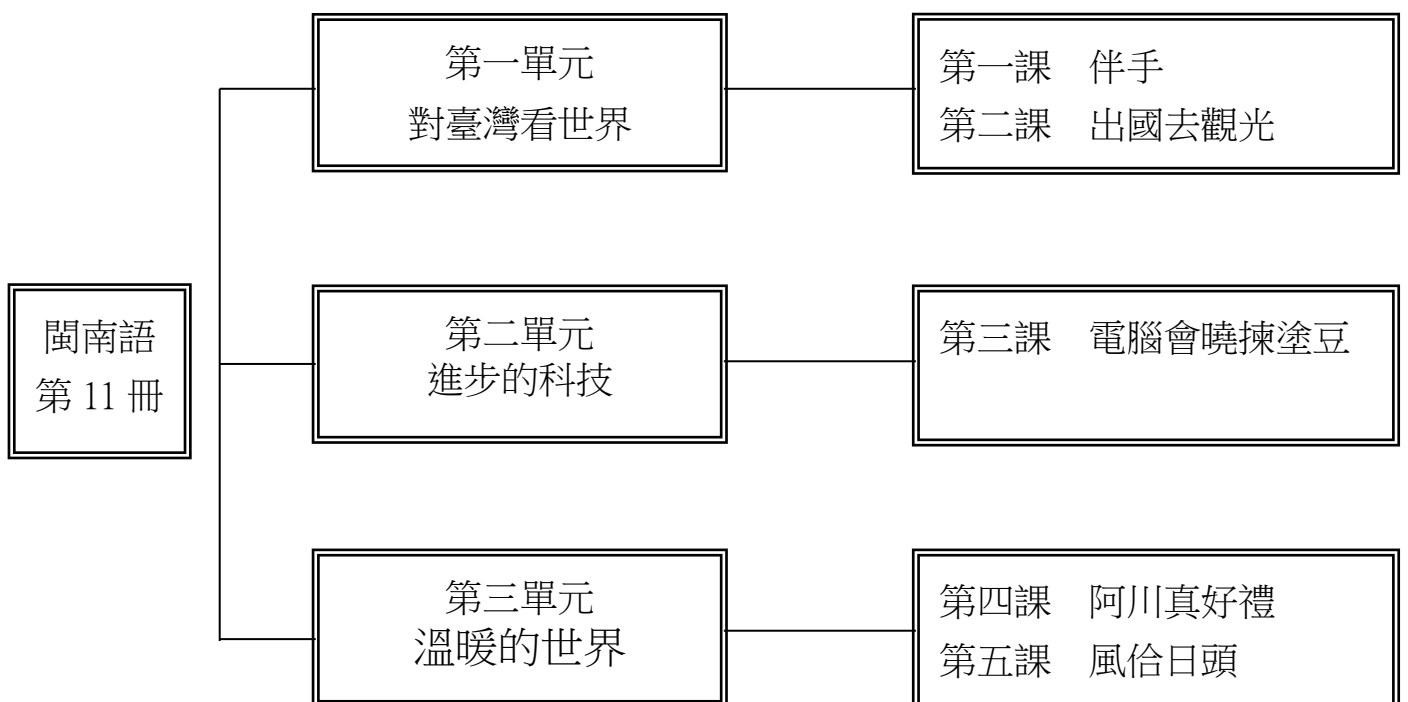 閩南語
第 11 冊
第一單元
對臺灣看世界
第一課　伴手
第二課　出國去觀光
第二單元
進步的科技
第三課　電腦會曉揀塗豆
第三單元
溫暖的世界
第四課　阿川真好禮
第五課　風佮日頭